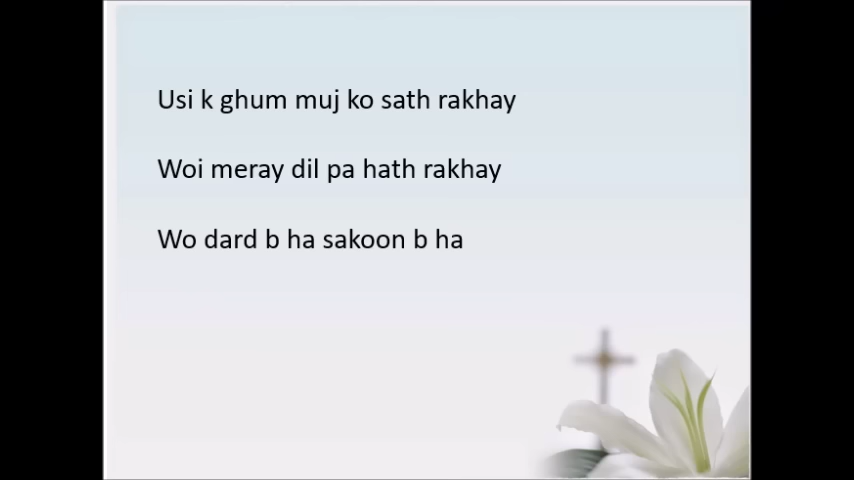 Usi k ghum muj ko sath rakhay
Woi meray dil pa hath rakhay
Wo dard b ha sakoon b ha